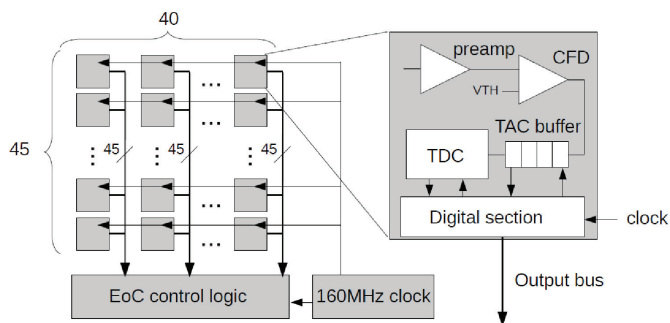 40
45
preamp
CFD
VTH
TAC buffer
TDC
Digital section
clock
Output bus
...
...
45
45
45
...
...
...
...
...
EoC control logic
160MHz clock